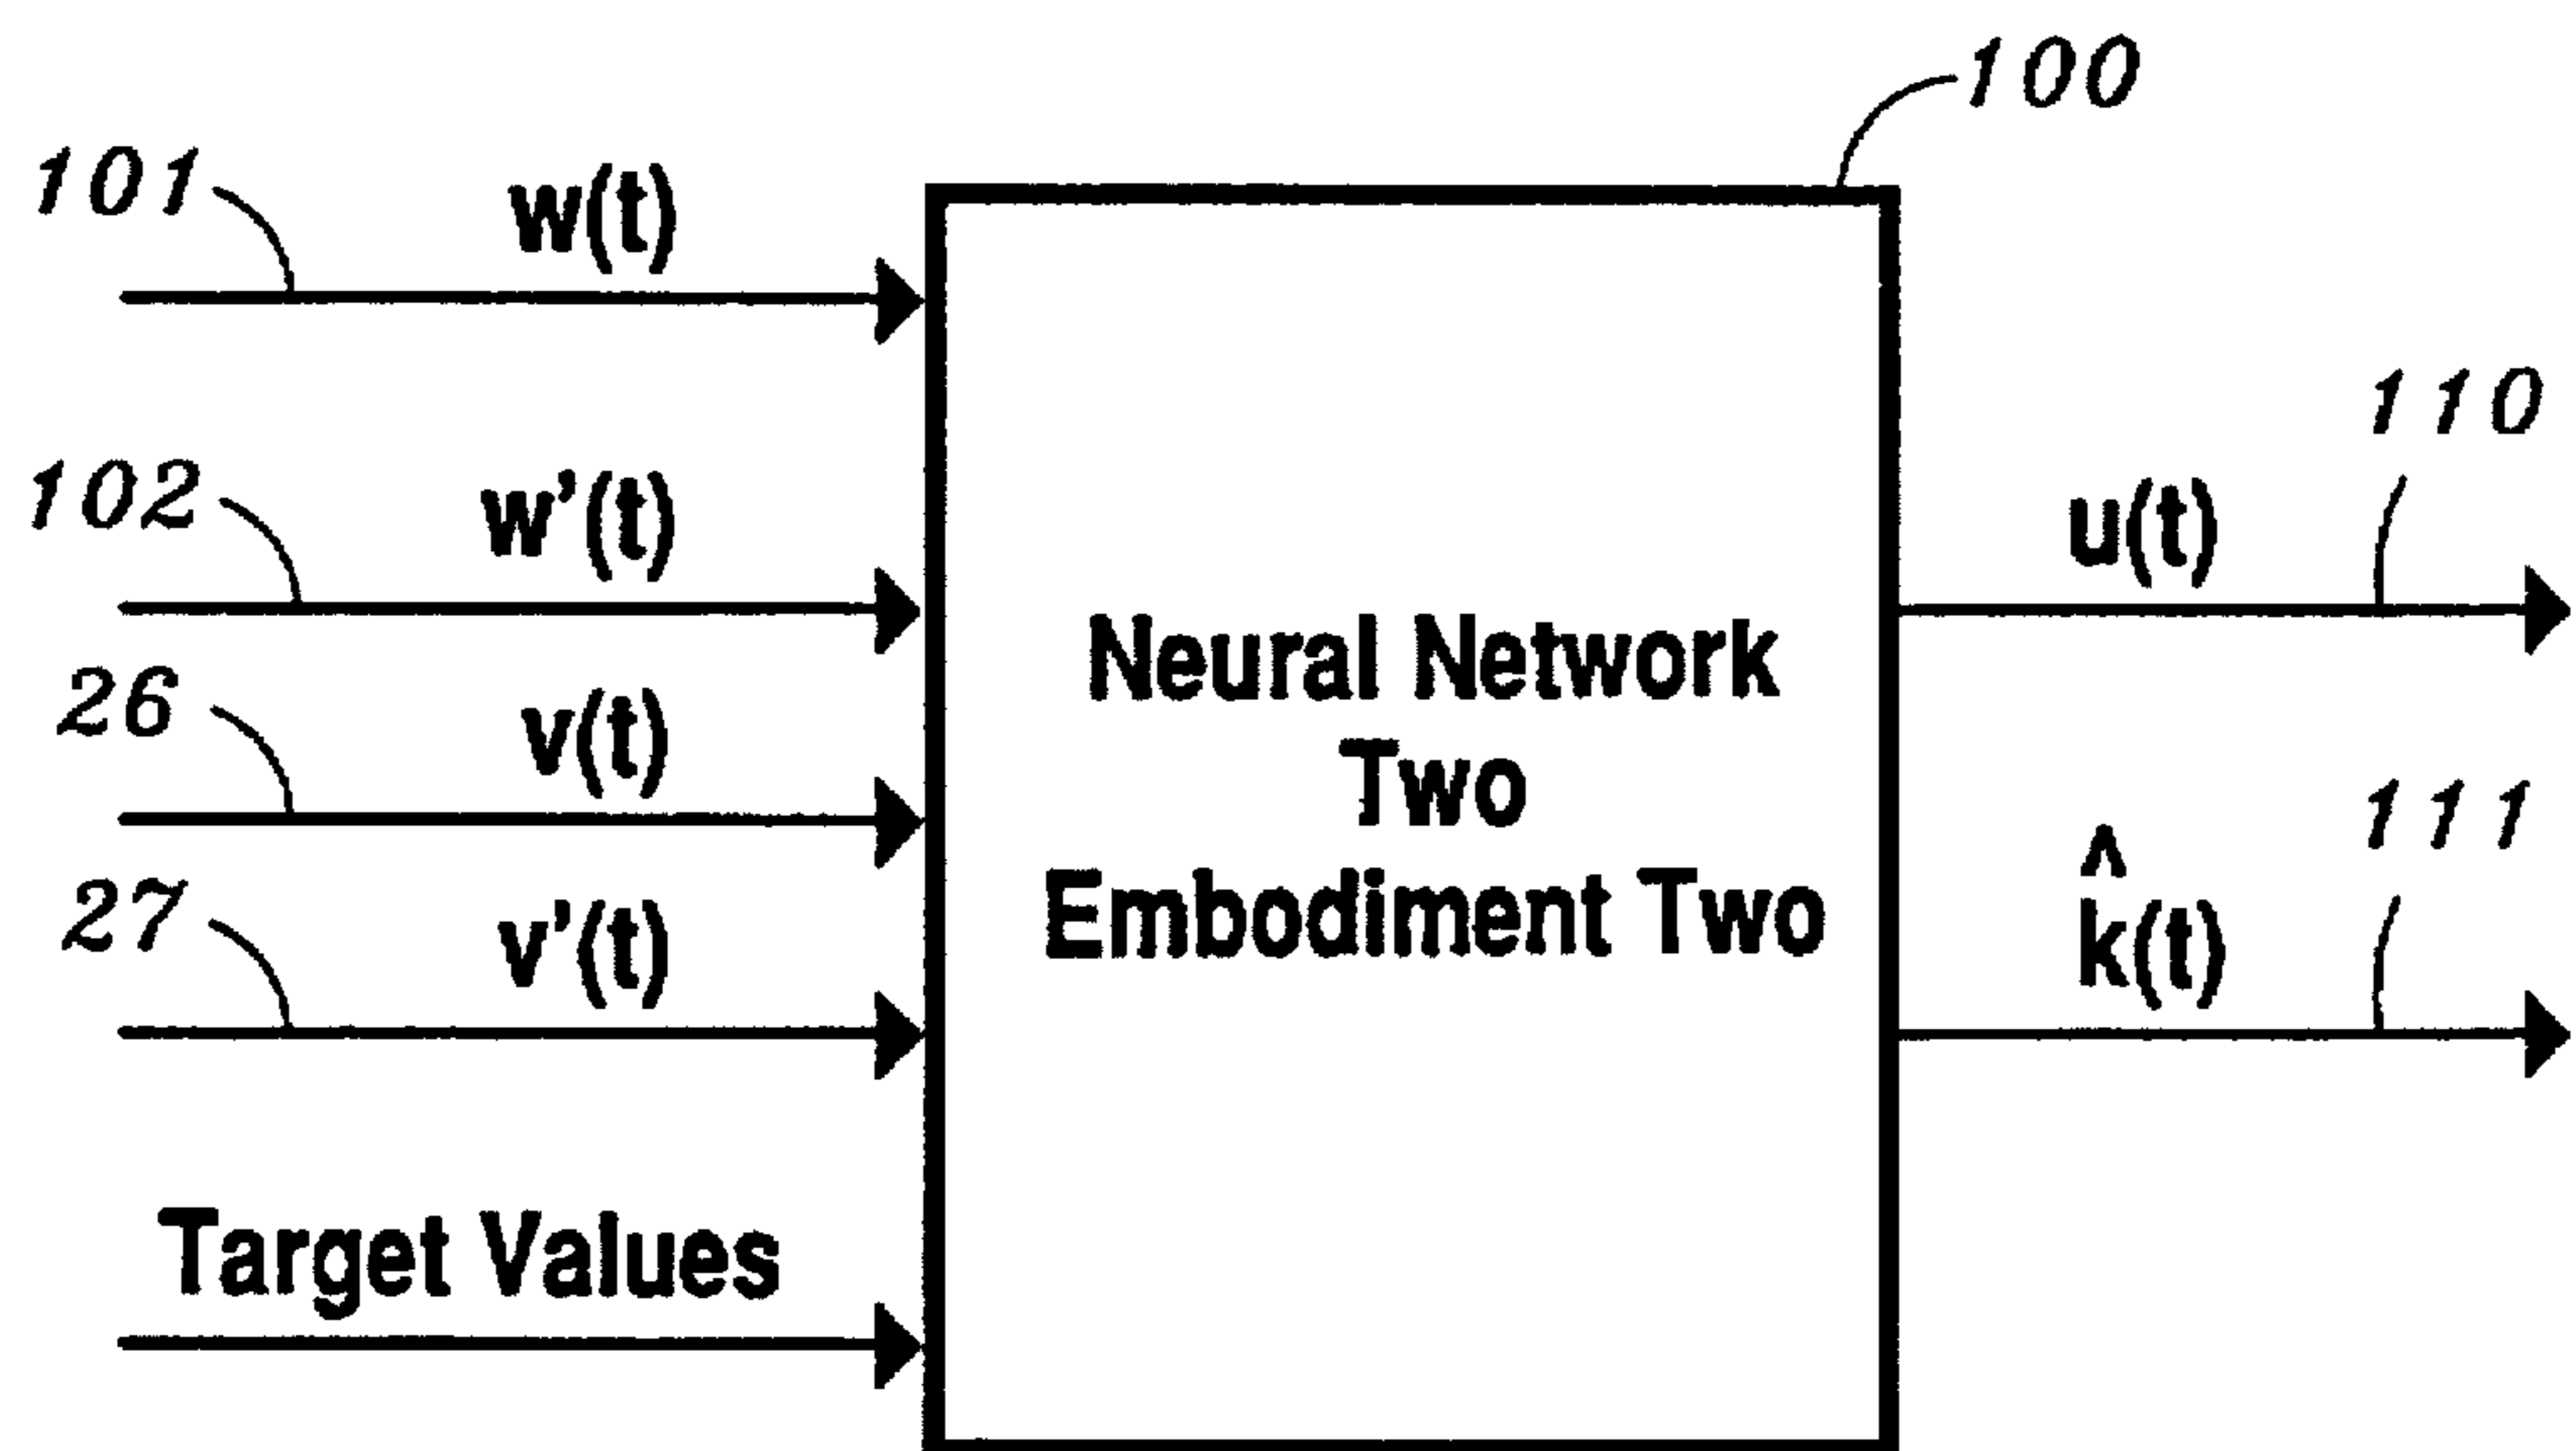 100
101
w(t)
102
w'(t)
110
u(t)
26
v(t)
Neural Network
Two
Embodiment Two
27
v'(t)
111
k̂(t)
Target Values